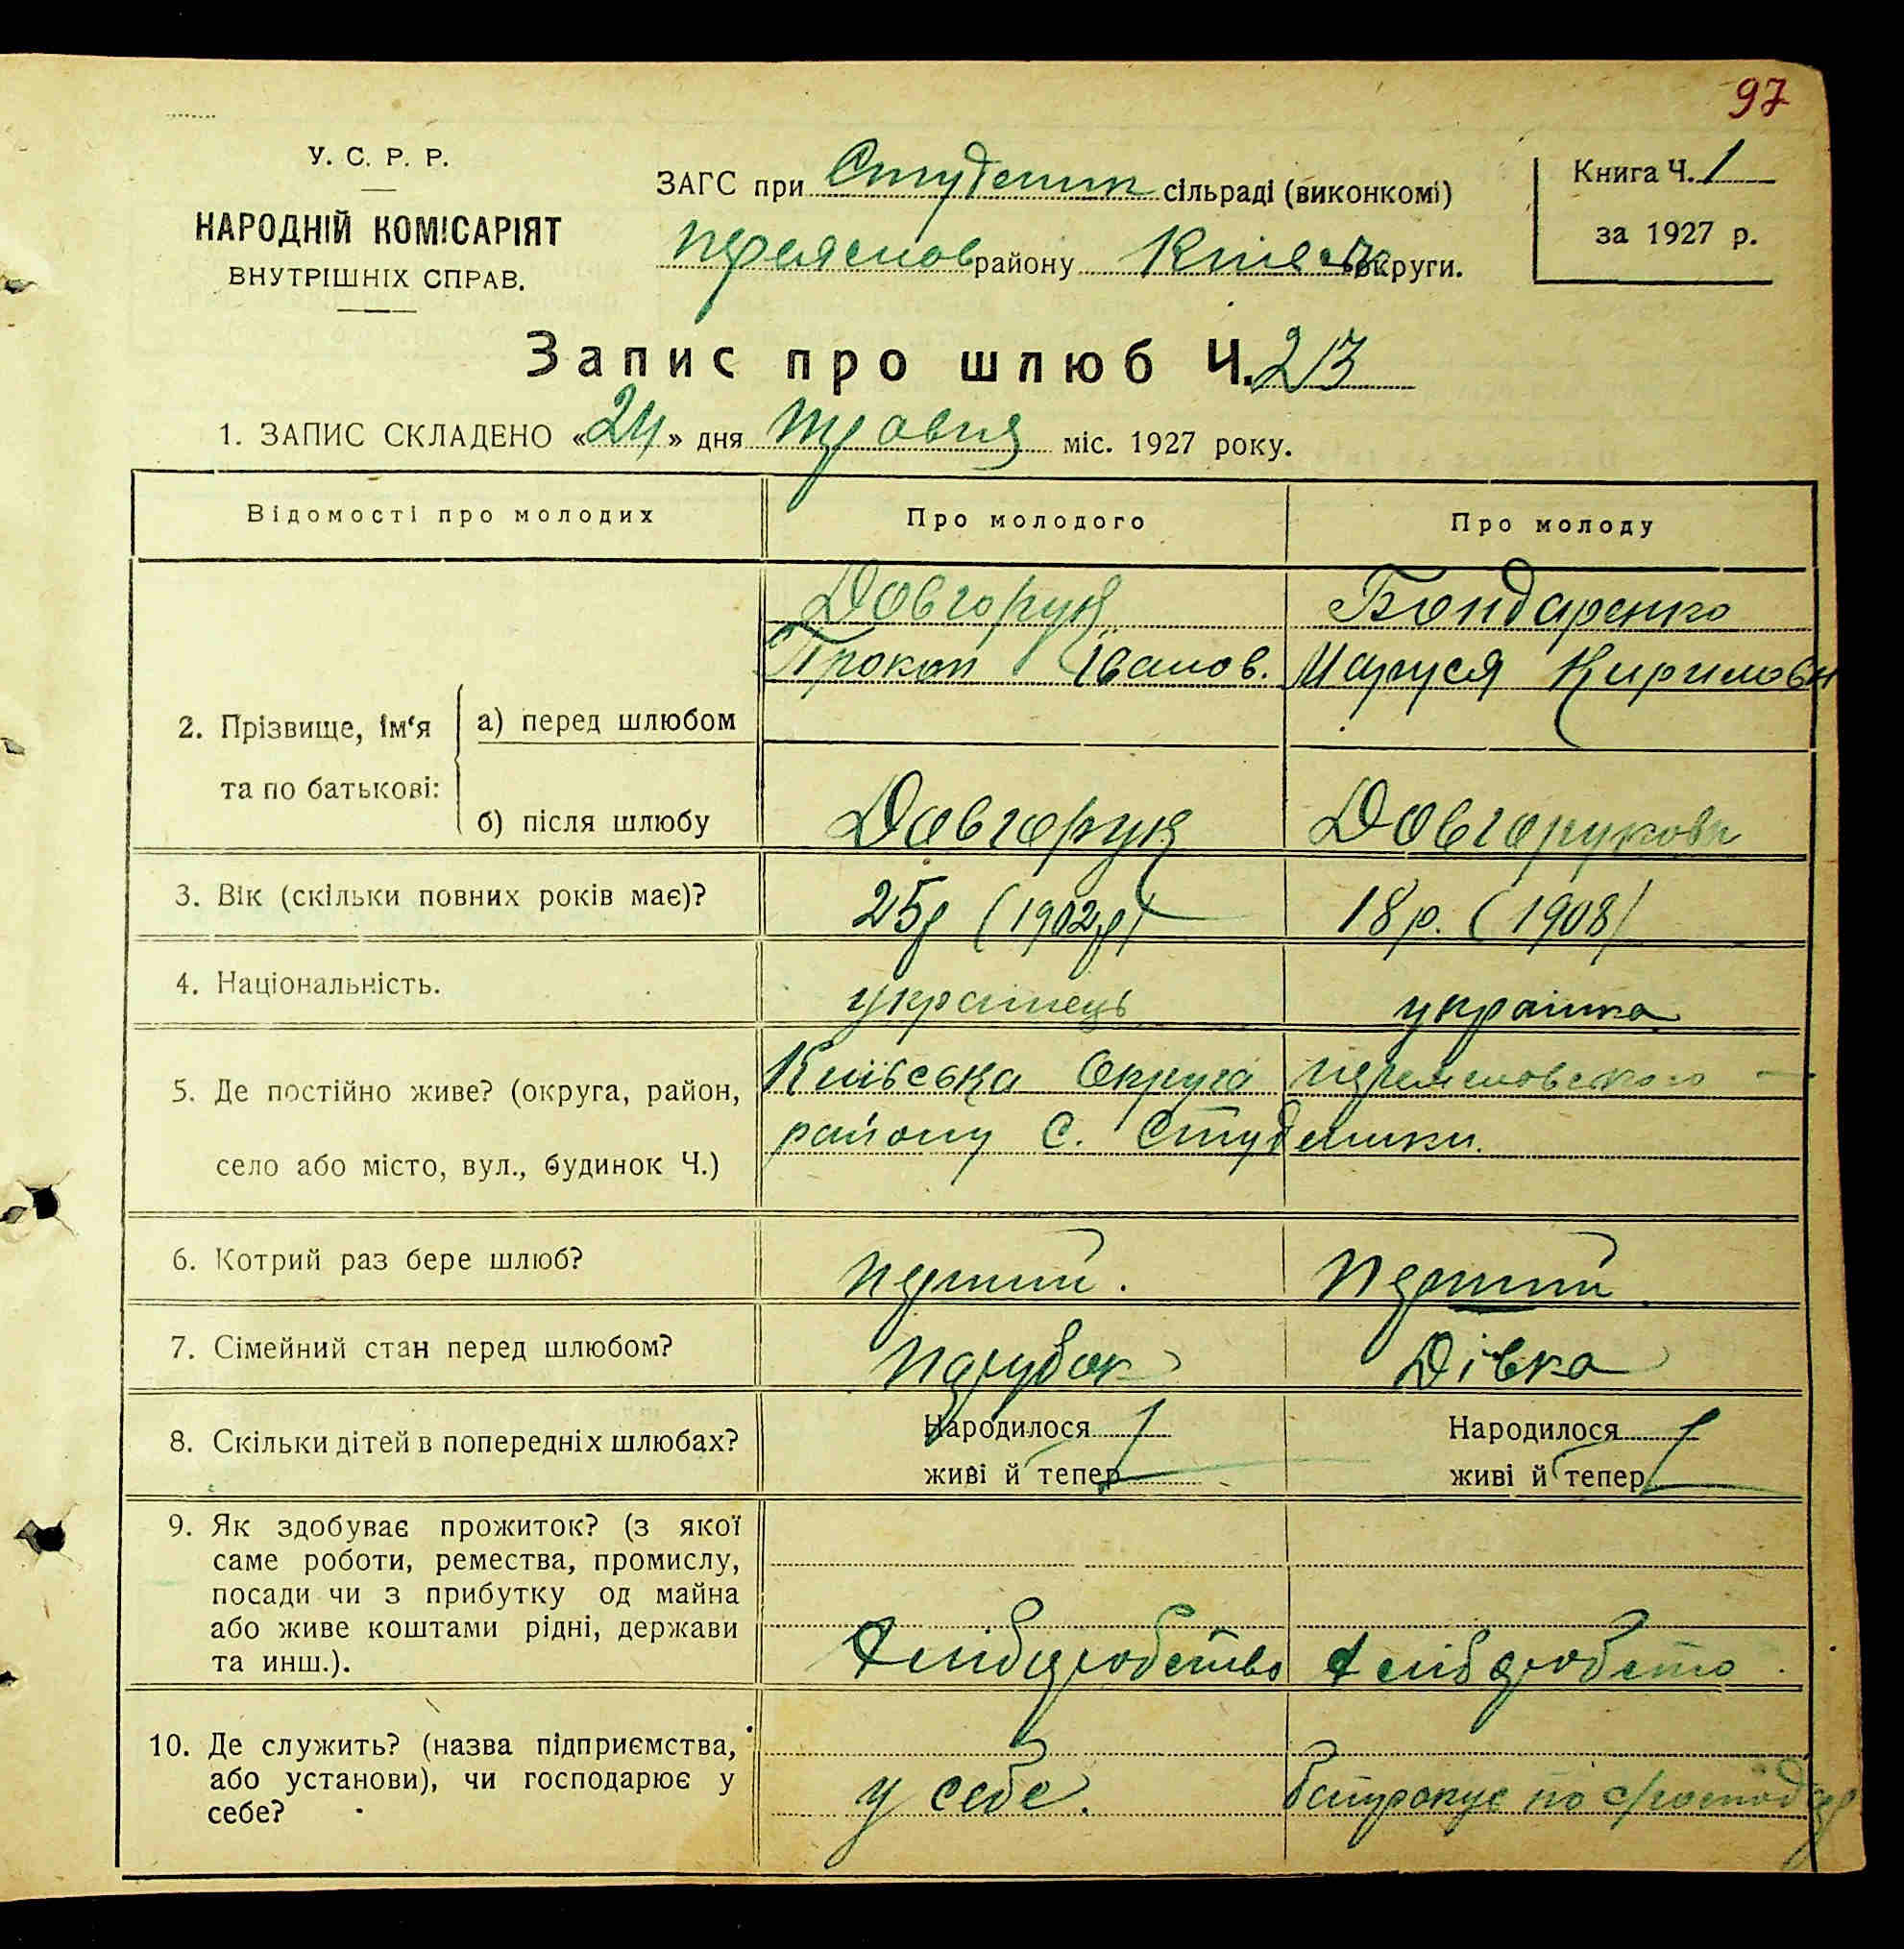 97
У. С. Р. Р.
НАРОДНІЙ КОМІСАРІЯТ
ВНУТРІШНІХ СПРАВ.
ЗАГС при Студеник сільраді (виконкомі)
Переяслов району Київськ округи.
Книга Ч. 1
за 1927 р.
Запис про шлюб Ч. 23
1. ЗАПИС СКЛАДЕНО «24» дня травня міс. 1927 року.
Відомості про молодих Про молодого Про молоду
2. Прізвище, ім'я та по батькові:
а) перед шлюбом
Довгорук Бондаренко
Прокоп Іванов. Маруся Кириловн
б) після шлюбу Довгорук Довгорукова
3. Вік (скільки повних років має)? 25р (1902р) 18 р. (1908)
4. Національність. українець українка
5. Де постійно живе? (округа, район,
село або місто, вул., будинок Ч.)
Київська Округа Переясловського
району с. Студеники.
6. Котрий раз бере шлюб? перший. перший
7. Сімейний стан перед шлюбом? Парубок Дівка
8. Скільки дітей в попередніх шлюбах? Народилося Народилося
живі й тепер живі й тепер
9. Як здобуває прожиток? (з якої
саме роботи, ремества, промислу,
посади чи з прибутку од майна
або живе коштами рідні, держави
та инш.).
10. Де служить? (назва підприємства,
або установи), чи господарює у
себе?
у себе.